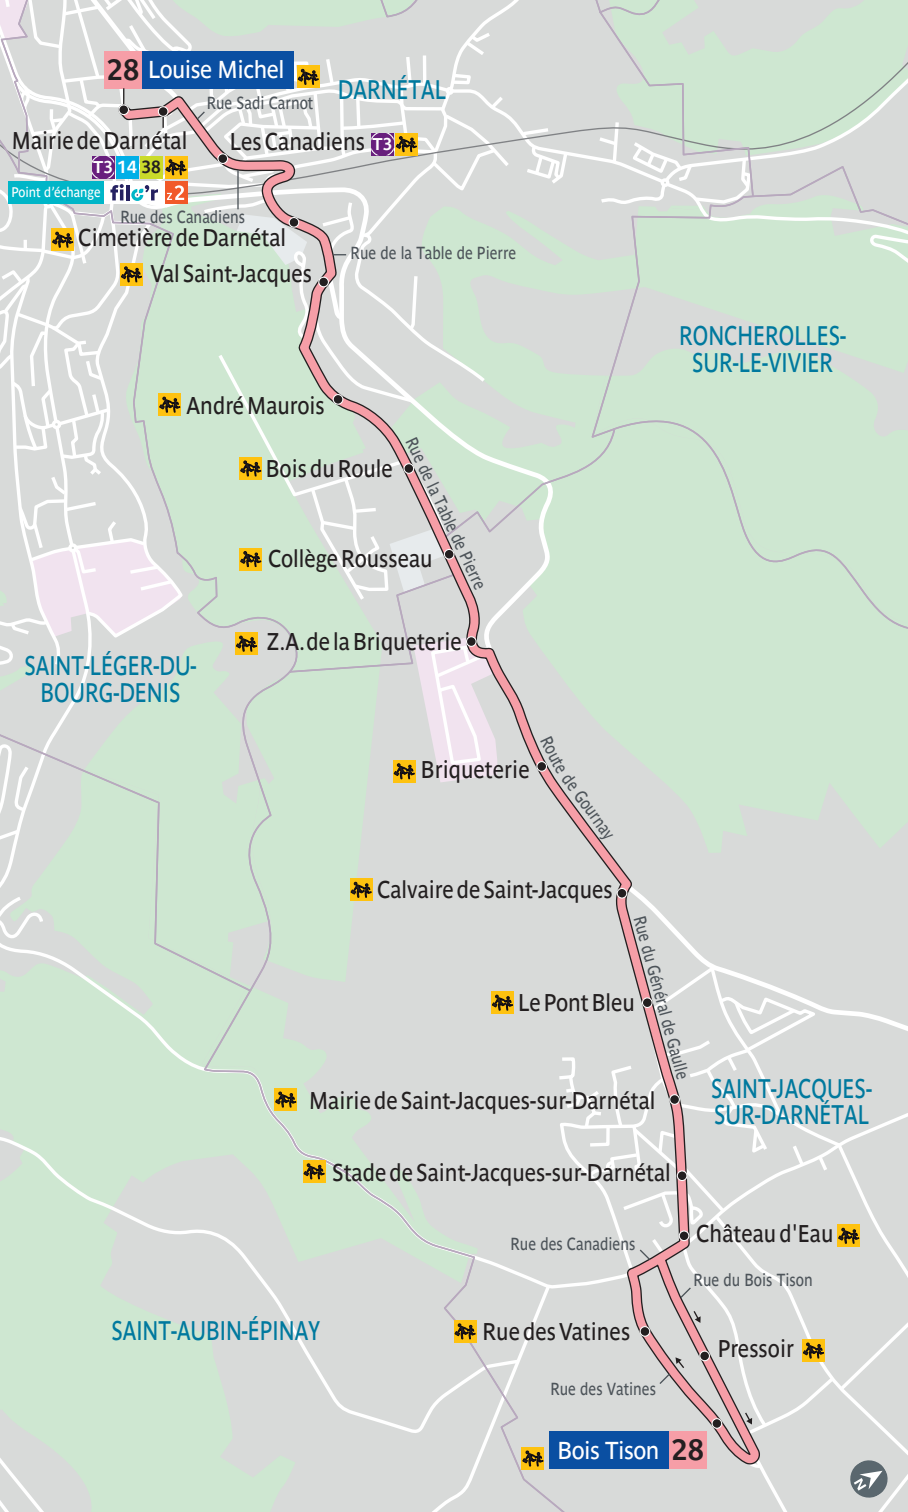 28 Louise Michel
DARNÉTAL
Rue Sadi Carnot
Mairie de Darnétal
Les Canadiens T3
T3 14 38
Point d'échange filo'r z2
Rue des Canadiens
Cimetière de Darnétal
Rue de la Table de Pierre
Val Saint-Jacques
RONCHEROLLES-
SUR-LE-VIVIER
André Maurois
Rue de la Table de Pierre
Bois du Roule
Collège Rousseau
Z.A. de la Briqueterie
SAINT-LÉGER-DU-
BOURG-DENIS
Route de Gournay
Briqueterie
Calvaire de Saint-Jacques
Rue du Général de Gaulle
Le Pont Bleu
Mairie de Saint-Jacques-sur-Darnétal
SAINT-JACQUES-
SUR-DARNÉTAL
Stade de Saint-Jacques-sur-Darnétal
Château d'Eau
Rue des Canadiens
Rue du Bois Tison
SAINT-AUBIN-ÉPINAY
Rue des Vatines
Pressoir
Rue des Vatines
Bois Tison 28
N